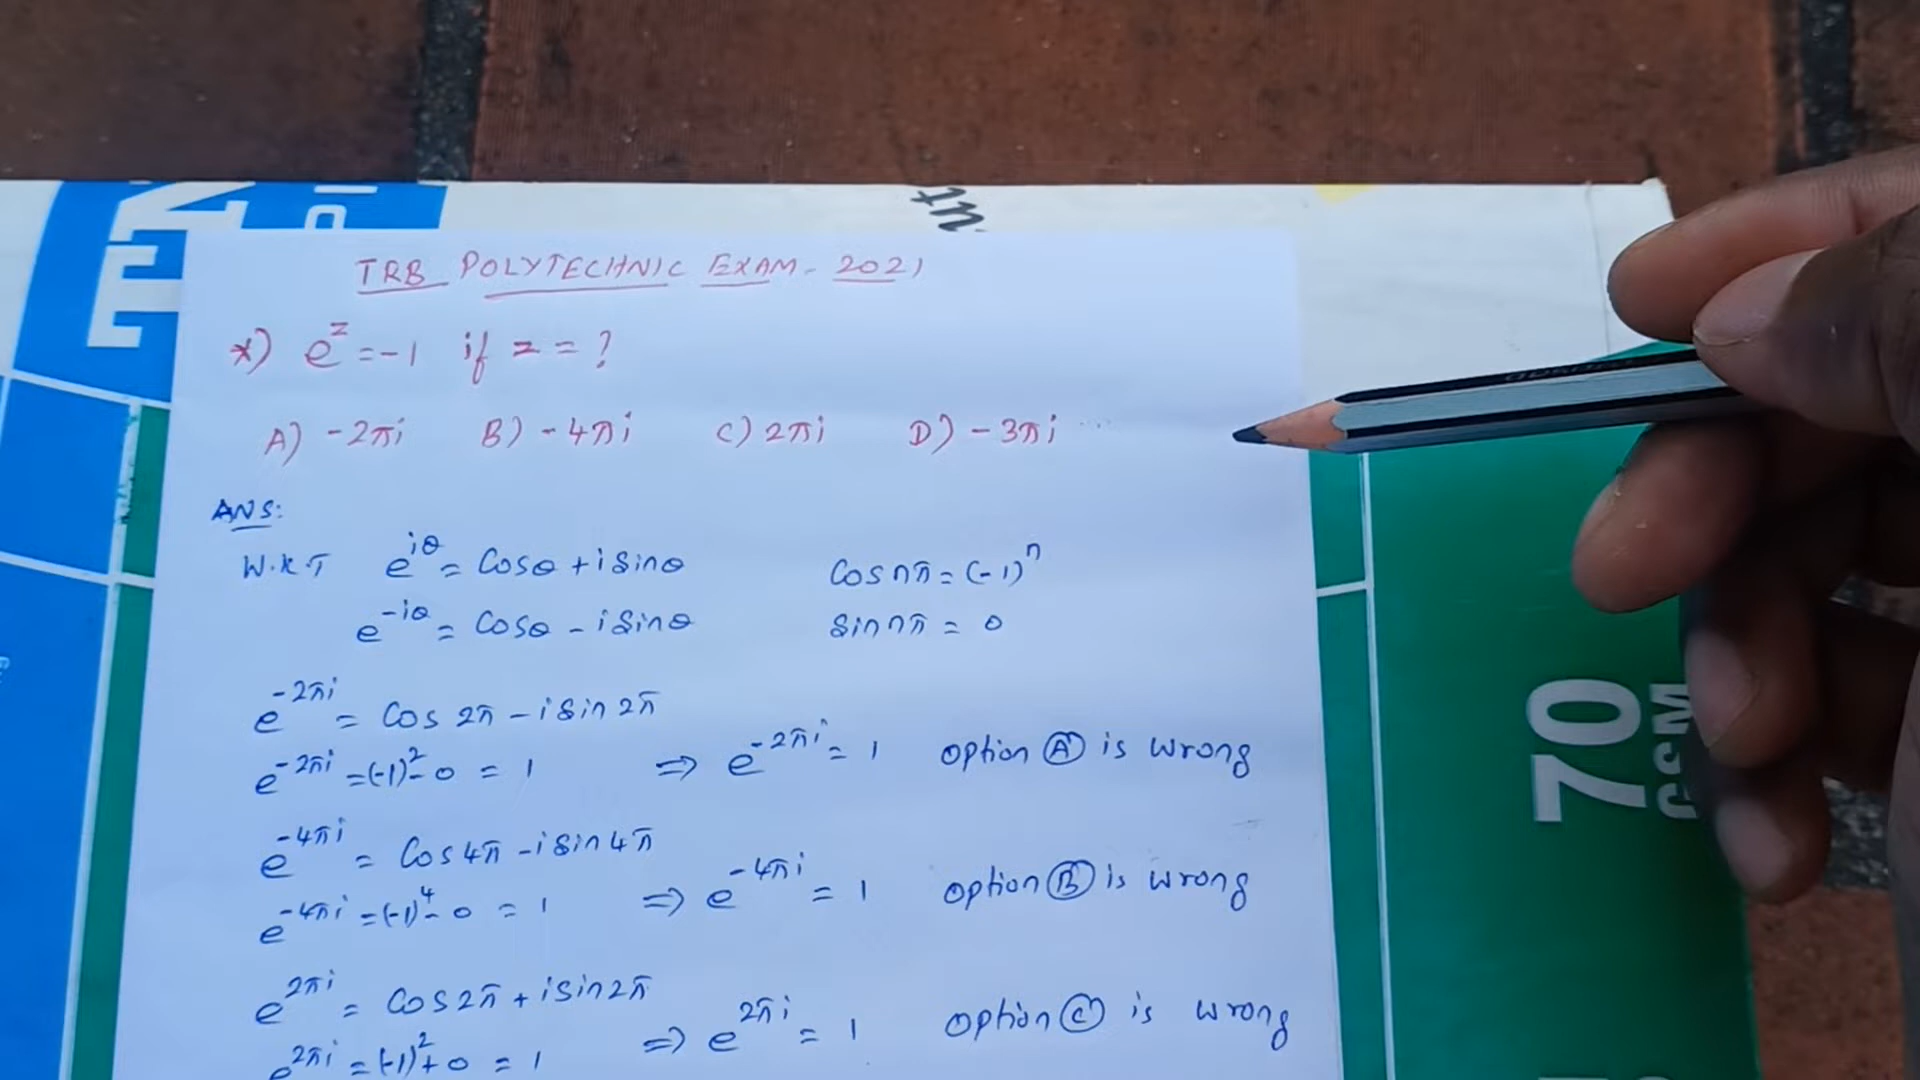 TRB POLYTECHNIC EXAM - 2021
*) e^z = -1 if z = ?
A) -2πi B) -4πi C) 2πi D) -3πi
ANS:
W.K.T e^iθ = Cosθ + i Sinθ Cos nπ = (-1)^n
e^-iθ = Cosθ - i Sinθ Sin nπ = 0
e^-2πi = Cos 2π - i Sin 2π
e^-2πi = (-1)^2 - 0 = 1 ⇒ e^-2πi = 1 option Ⓐ is wrong
e^-4πi = Cos 4π - i Sin 4π
e^-4πi = (-1)^4 - 0 = 1 ⇒ e^-4πi = 1 option Ⓑ is wrong
e^2πi = Cos 2π + i Sin 2π
e^2πi = (-1)^2 + 0 = 1 ⇒ e^2πi = 1 option Ⓒ is wrong
70
GSM